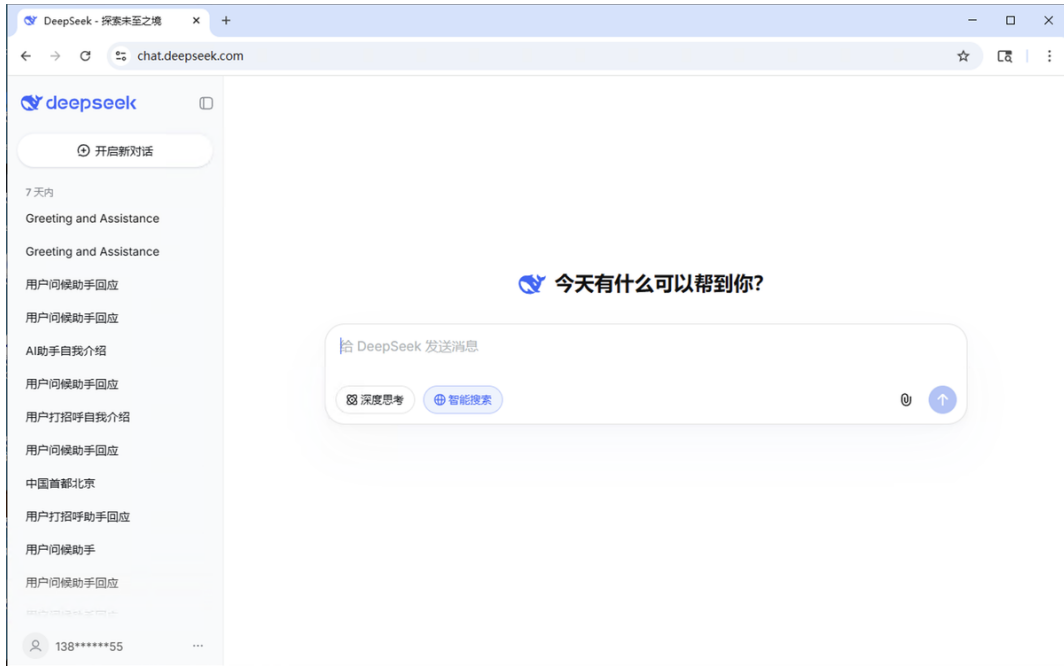 DeepSeek - 探索未至之境
chat.deepseek.com
deepseek
开启新对话
7 天内
Greeting and Assistance
Greeting and Assistance
用户问候助手回应
用户问候助手回应
AI助手自我介绍
用户问候助手回应
用户打招呼自我介绍
用户问候助手回应
中国首都北京
用户打招呼助手回应
用户问候助手
用户问候助手回应
138******55
今天有什么可以帮到你?
给 DeepSeek 发送消息
深度思考
智能搜索